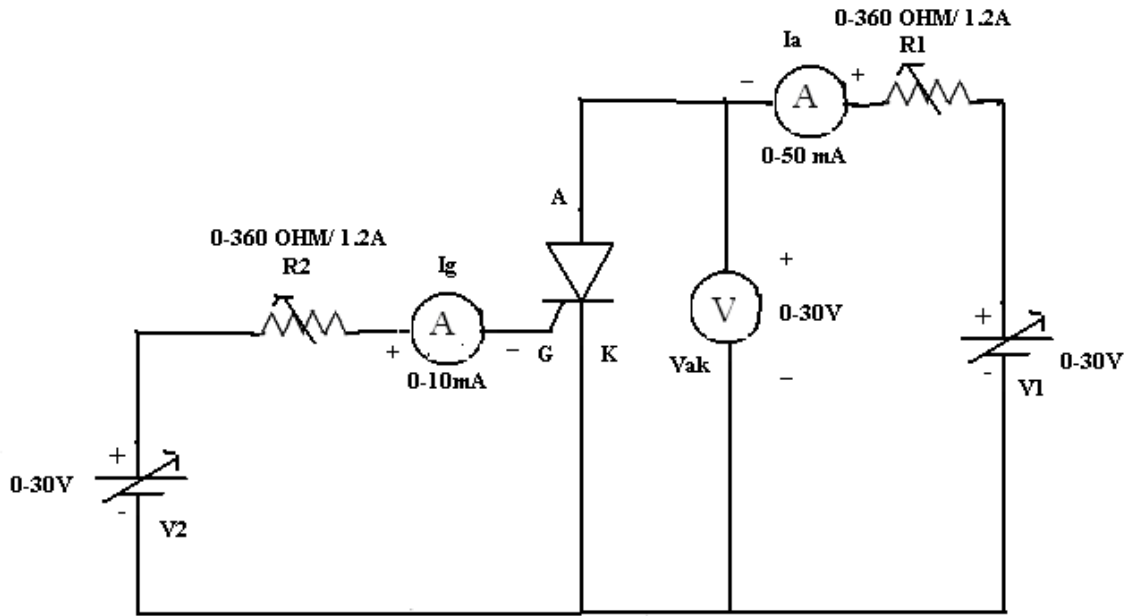 0-360 OHM/ 1.2A
R1
Ia
− +
A
0-50 mA
A
0-360 OHM/ 1.2A
R2
Ig
A
+ −
0-10mA
G K
+
V
0-30V
Vak
−
+
-
0-30V
V1
+
0-30V
-
V2